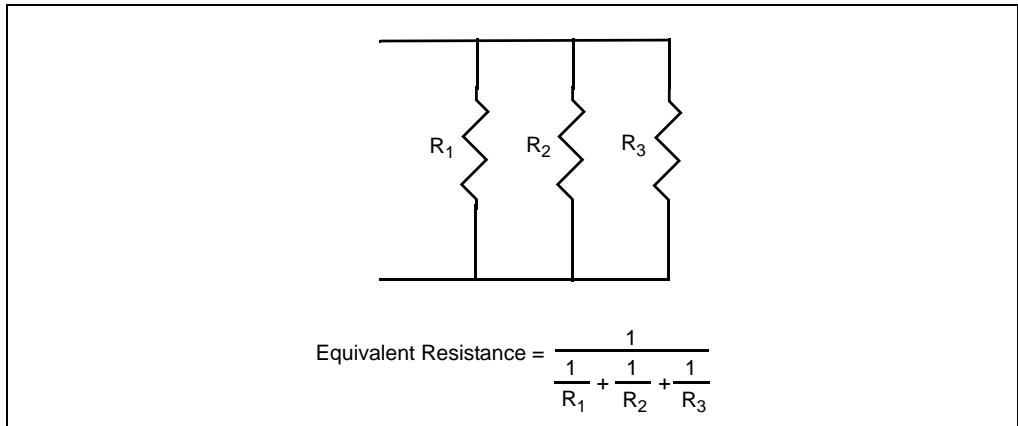 R1 R2 R3
Equivalent Resistance = 1
1 + 1 + 1
R1 R2 R3